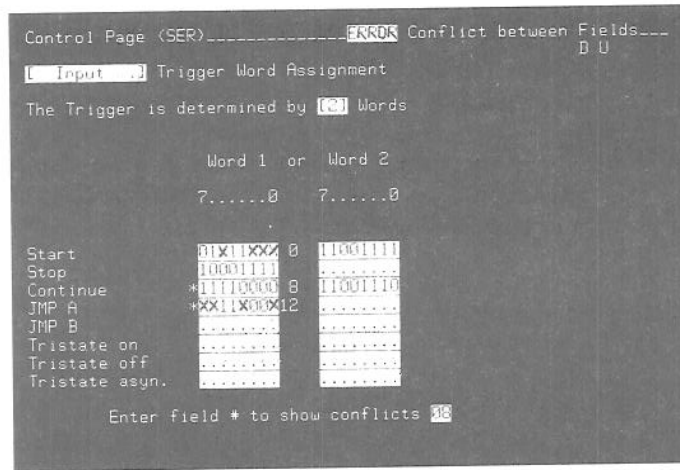 Control Page (SER)______________ERROR Conflict between Fields___
D U
[ Input .] Trigger Word Assignment
The Trigger is determined by [2] Words
Word 1 or Word 2
7......0 7......0
Start 01X11XXX 0 11001111
Stop 10001111 ........
Continue *11110000 8 11001110
JMP A *XX11X00X12 ........
JMP B ........ ........
Tristate on ........ ........
Tristate off ........ ........
Tristate asyn. ........ ........
Enter field # to show conflicts 08